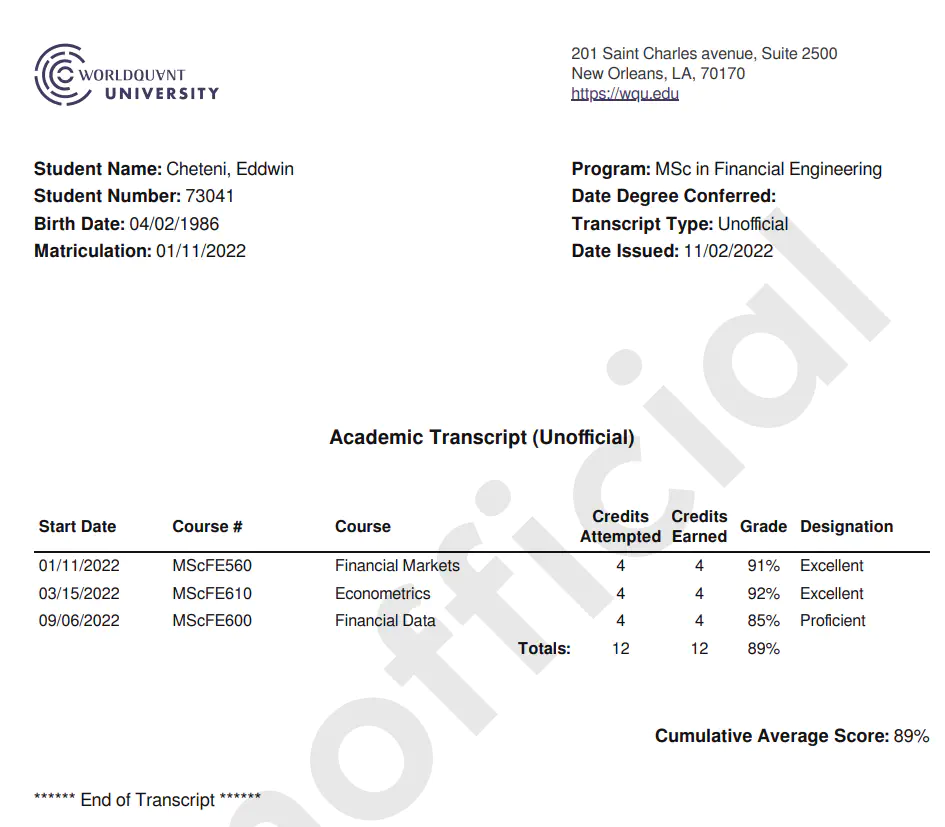 WORLDQUANT
UNIVERSITY
201 Saint Charles avenue, Suite 2500
New Orleans, LA, 70170
https://wqu.edu
Student Name: Cheteni, Eddwin
Student Number: 73041
Birth Date: 04/02/1986
Matriculation: 01/11/2022
Program: MSc in Financial Engineering
Date Degree Conferred:
Transcript Type: Unofficial
Date Issued: 11/02/2022
Academic Transcript (Unofficial)
Start Date Course # Course Credits Attempted Credits Earned Grade Designation
01/11/2022 MScFE560 Financial Markets 4 4 91% Excellent
03/15/2022 MScFE610 Econometrics 4 4 92% Excellent
09/06/2022 MScFE600 Financial Data 4 4 85% Proficient
Totals: 12 12 89%
Cumulative Average Score: 89%
****** End of Transcript ******
nofficial